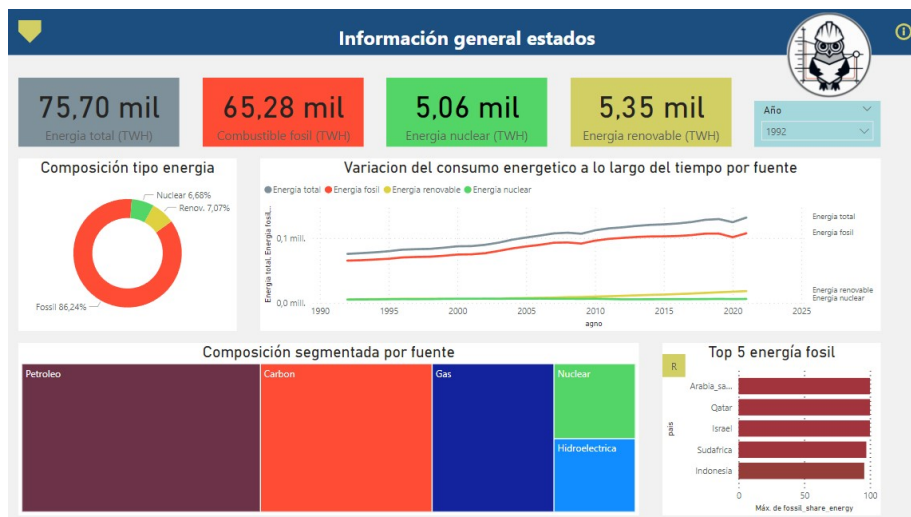 Información general estados
75,70 mil
Energia total (TWH)
65,28 mil
Combustible fosil (TWH)
5,06 mil
Energia nuclear (TWH)
5,35 mil
Energia renovable (TWH)
Año
1992
Composición tipo energia
Nuclear 6,68%
Renov. 7,07%
Fossil 86,24%
Variacion del consumo energetico a lo largo del tiempo por fuente
Energia total Energia fosil Energia renovable Energia nuclear
Energia total, Energia fosil,...
0,1 mill.
0,0 mill.
1990 1995 2000 2005 2010 2015 2020 2025
agno
Energia total
Energia fosil
Energia renovable
Energia nuclear
Composición segmentada por fuente
Petroleo
Carbon
Gas
Nuclear
Hidroelectrica
Top 5 energía fosil
R
pais
Arabia_sa...
Qatar
Israel
Sudafrica
Indonesia
0 50 100
Máx. de fossil_share_energy